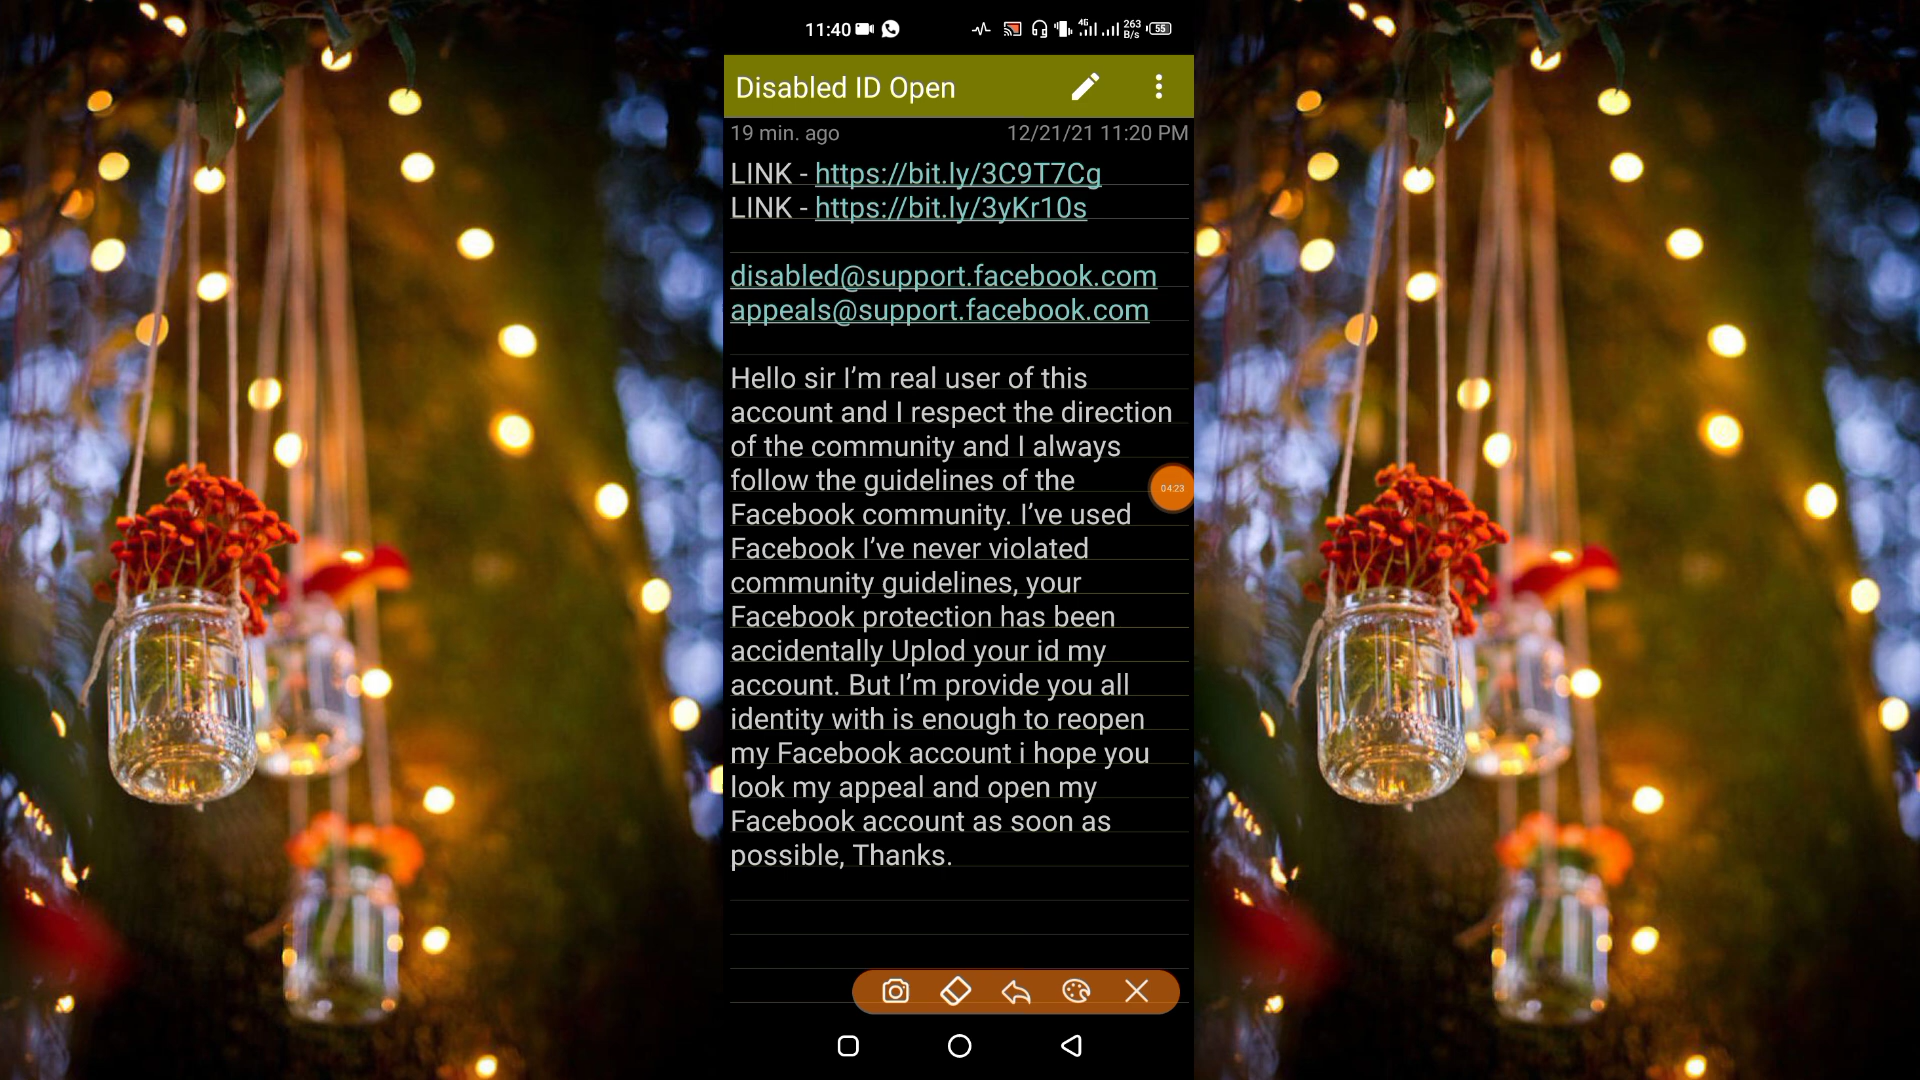 11:40
4G
263 B/s
55
Disabled ID Open
19 min. ago 12/21/21 11:20 PM
LINK - https://bit.ly/3C9T7Cg
LINK - https://bit.ly/3yKr10s
disabled@support.facebook.com
appeals@support.facebook.com
Hello sir I’m real user of this
account and I respect the direction
of the community and I always
follow the guidelines of the
Facebook community. I’ve used
Facebook I’ve never violated
community guidelines, your
Facebook protection has been
accidentally Uplod your id my
account. But I’m provide you all
identity with is enough to reopen
my Facebook account i hope you
look my appeal and open my
Facebook account as soon as
possible, Thanks.
04:23